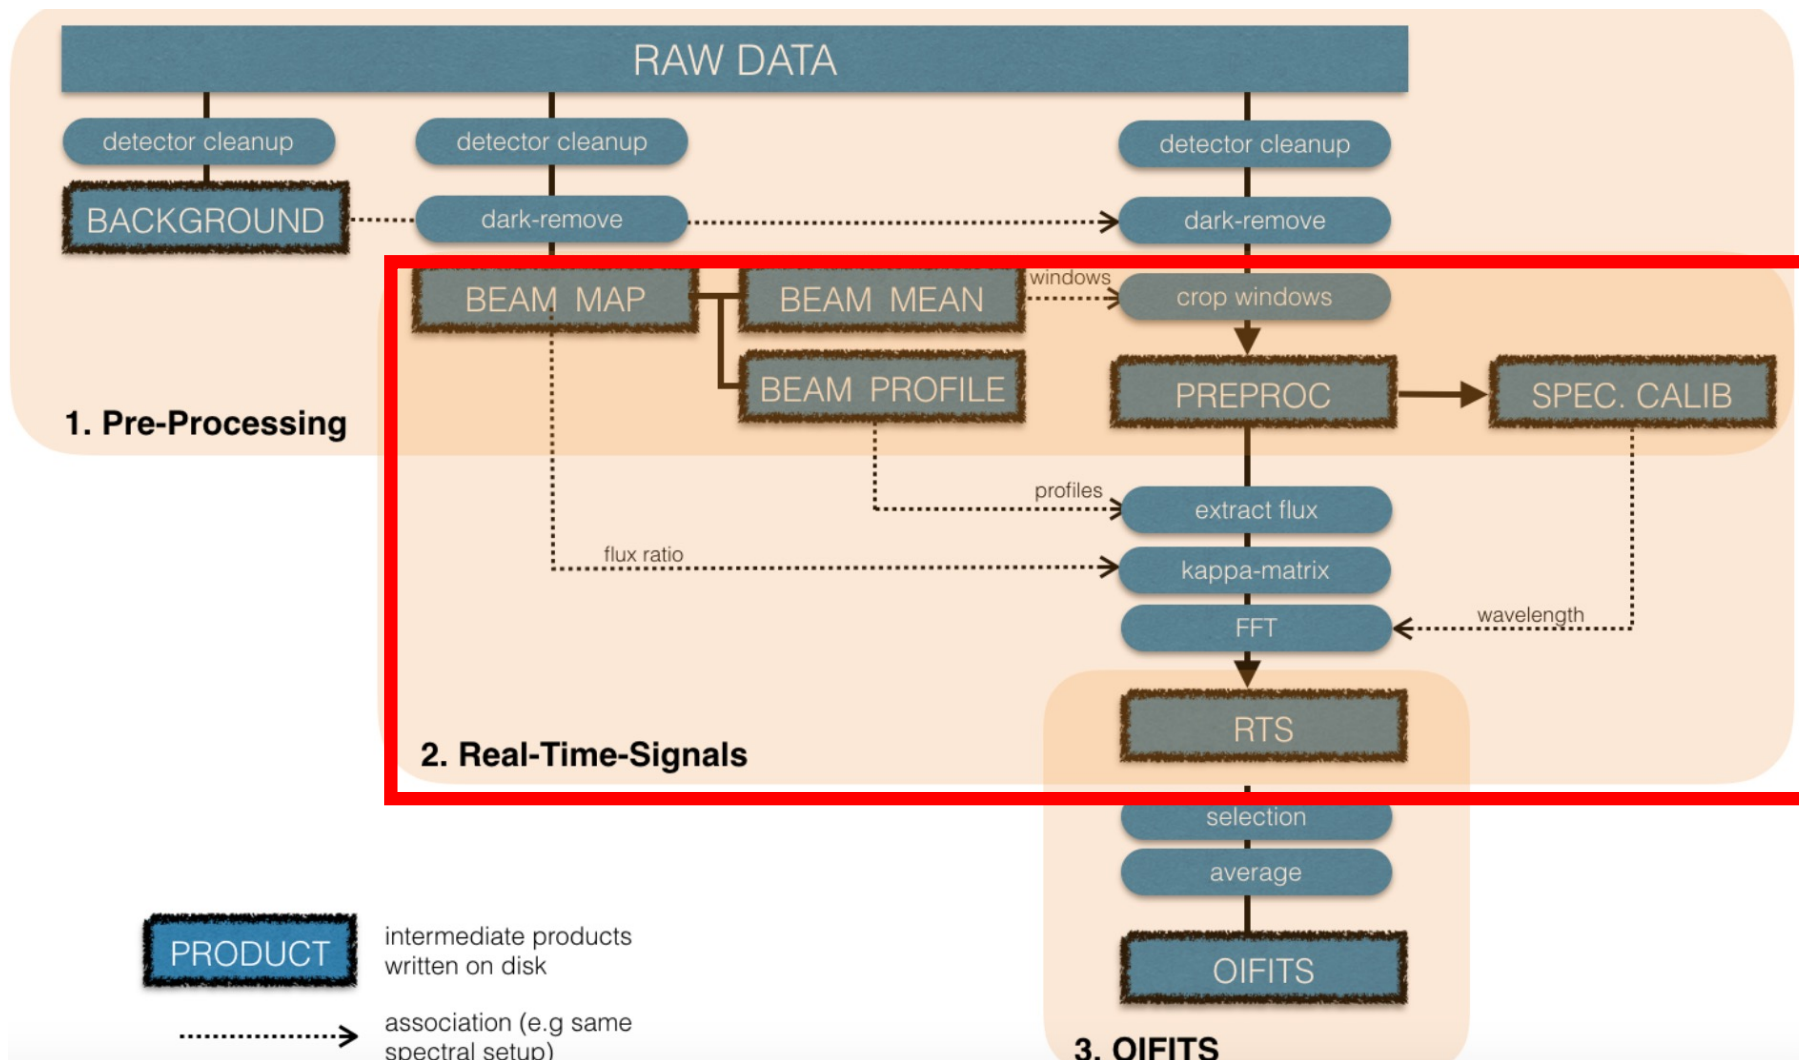 RAW DATA
detector cleanup
detector cleanup
detector cleanup
BACKGROUND
dark-remove
dark-remove
BEAM MAP
BEAM MEAN
windows
crop windows
BEAM PROFILE
PREPROC
SPEC. CALIB
1. Pre-Processing
profiles
extract flux
flux ratio
kappa-matrix
wavelength
FFT
RTS
2. Real-Time-Signals
selection
average
PRODUCT
intermediate products
written on disk
OIFITS
association (e.g same
spectral setup)
3. OIFITS